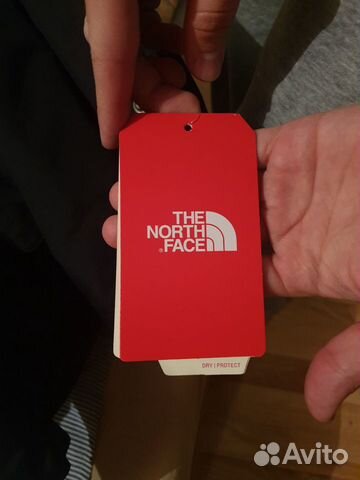 THE
NORTH
FACE
®
DRY | PROTECT
Avito